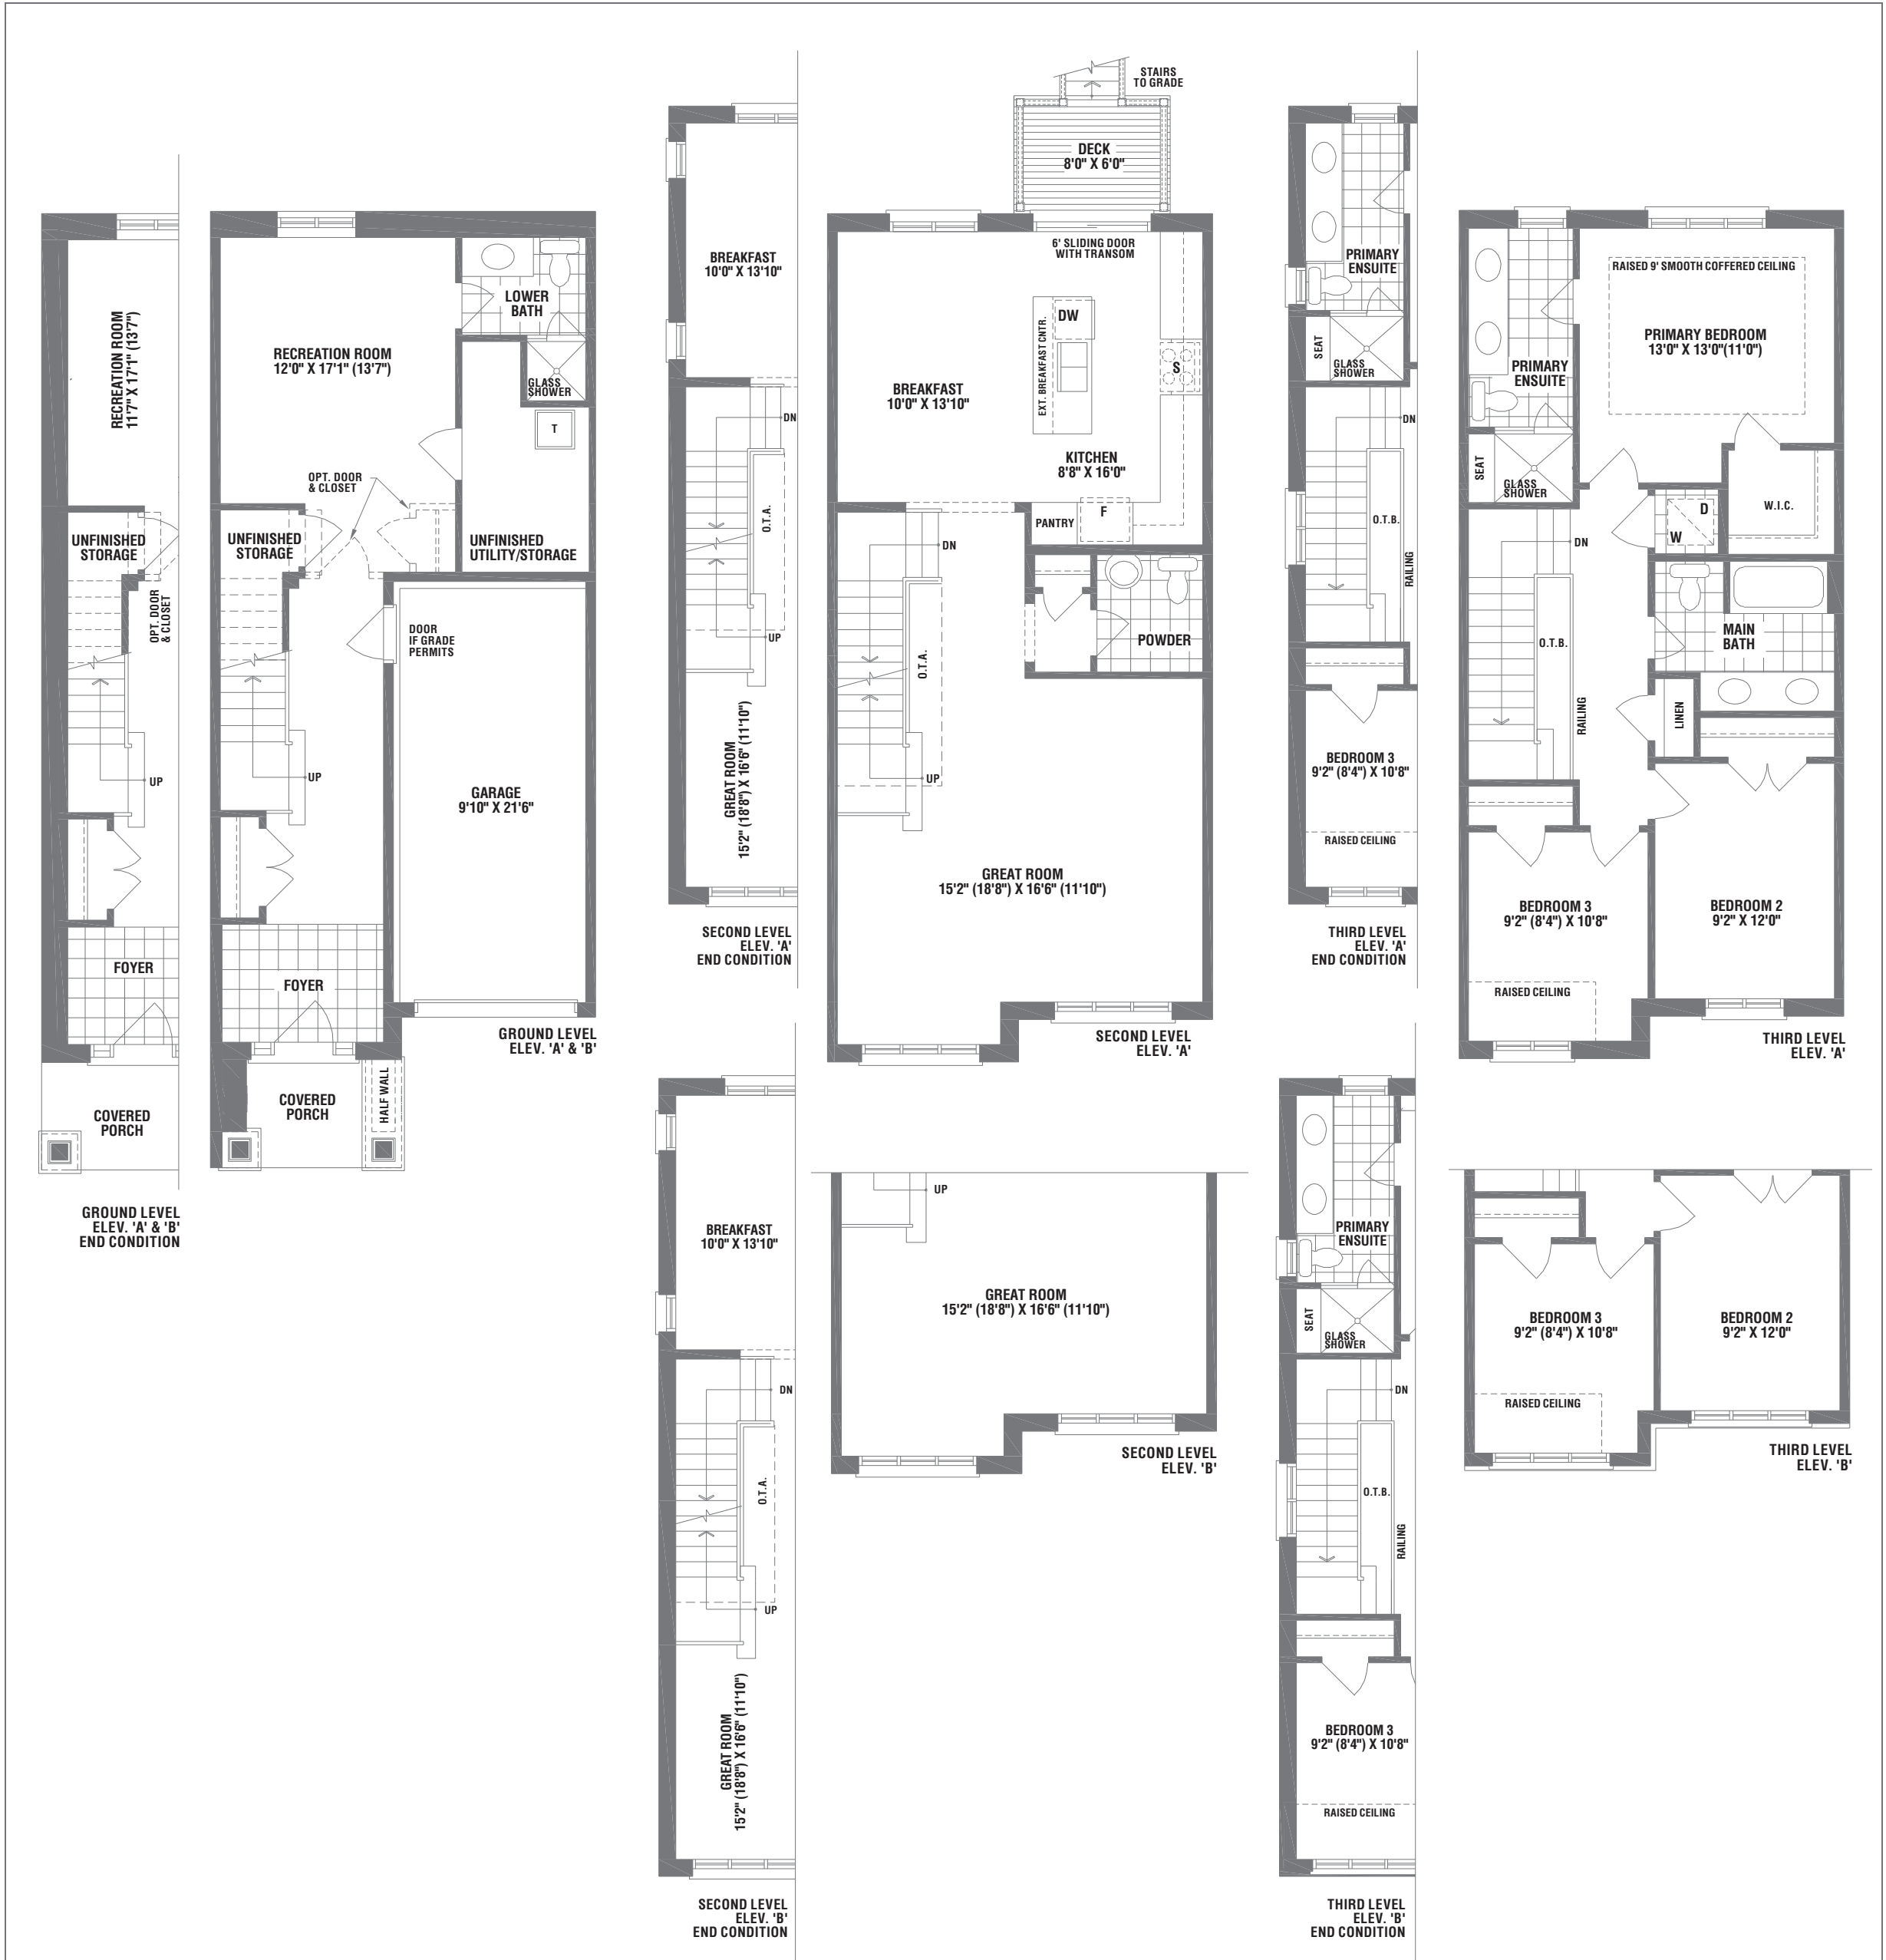 RECREATION ROOM
11'7" X 17'1" (13'7")
UNFINISHED
STORAGE
OPT. DOOR
& CLOSET
UP
FOYER
COVERED
PORCH
GROUND LEVEL
ELEV. 'A' & 'B'
END CONDITION
LOWER
BATH
RECREATION ROOM
12'0" X 17'1" (13'7")
GLASS
SHOWER
T
OPT. DOOR
& CLOSET
UNFINISHED
STORAGE
UNFINISHED
UTILITY/STORAGE
DOOR
IF GRADE
PERMITS
UP
GARAGE
9'10" X 21'6"
FOYER
GROUND LEVEL
ELEV. 'A' & 'B'
HALF WALL
COVERED
PORCH
BREAKFAST
10'0" X 13'10"
DN
O.T.A.
UP
GREAT ROOM
15'2" (18'8") X 16'6" (11'10")
SECOND LEVEL
ELEV. 'A'
END CONDITION
STAIRS
TO GRADE
DECK
8'0" X 6'0"
6' SLIDING DOOR
WITH TRANSOM
DW
EXT. BREAKFAST CNTR.
S
BREAKFAST
10'0" X 13'10"
KITCHEN
8'8" X 16'0"
PANTRY
F
DN
O.T.A.
POWDER
UP
GREAT ROOM
15'2" (18'8") X 16'6" (11'10")
SECOND LEVEL
ELEV. 'A'
PRIMARY
ENSUITE
SEAT
GLASS
SHOWER
DN
O.T.B.
RAILING
BEDROOM 3
9'2" (8'4") X 10'8"
RAISED CEILING
THIRD LEVEL
ELEV. 'A'
END CONDITION
RAISED 9' SMOOTH COFFERED CEILING
PRIMARY BEDROOM
13'0" X 13'0"(11'0")
PRIMARY
ENSUITE
SEAT
GLASS
SHOWER
D
W
W.I.C.
DN
O.T.B.
MAIN
BATH
RAILING
LINEN
BEDROOM 3
9'2" (8'4") X 10'8"
BEDROOM 2
9'2" X 12'0"
RAISED CEILING
THIRD LEVEL
ELEV. 'A'
BREAKFAST
10'0" X 13'10"
DN
O.T.A.
UP
GREAT ROOM
15'2" (18'8") X 16'6" (11'10")
SECOND LEVEL
ELEV. 'B'
END CONDITION
UP
GREAT ROOM
15'2" (18'8") X 16'6" (11'10")
SECOND LEVEL
ELEV. 'B'
PRIMARY
ENSUITE
SEAT
GLASS
SHOWER
DN
O.T.B.
RAILING
BEDROOM 3
9'2" (8'4") X 10'8"
RAISED CEILING
THIRD LEVEL
ELEV. 'B'
END CONDITION
BEDROOM 3
9'2" (8'4") X 10'8"
BEDROOM 2
9'2" X 12'0"
RAISED CEILING
THIRD LEVEL
ELEV. 'B'